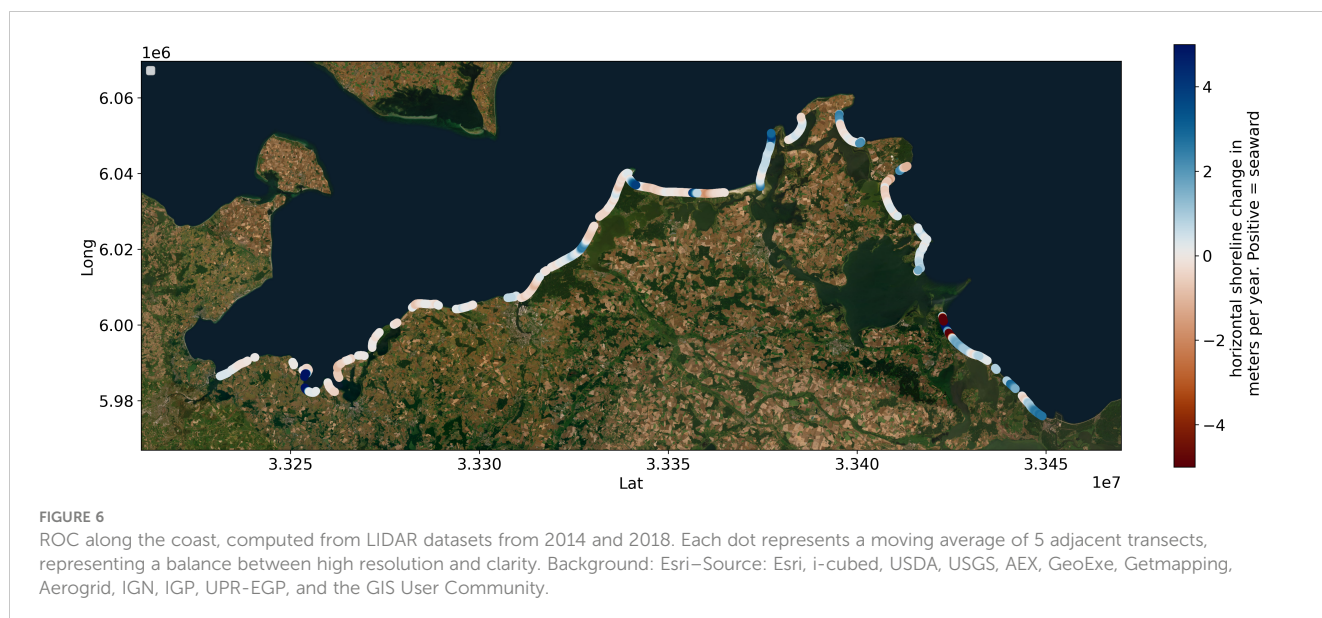 1e6
6.06
6.04
6.02
6.00
5.98
Long
3.325
3.330
3.335
3.340
3.345
Lat
1e7
4
2
0
−2
−4
horizontal shoreline change in
meters per year. Positive = seaward
FIGURE 6
ROC along the coast, computed from LIDAR datasets from 2014 and 2018. Each dot represents a moving average of 5 adjacent transects,
representing a balance between high resolution and clarity. Background: Esri–Source: Esri, i-cubed, USDA, USGS, AEX, GeoExe, Getmapping,
Aerogrid, IGN, IGP, UPR-EGP, and the GIS User Community.